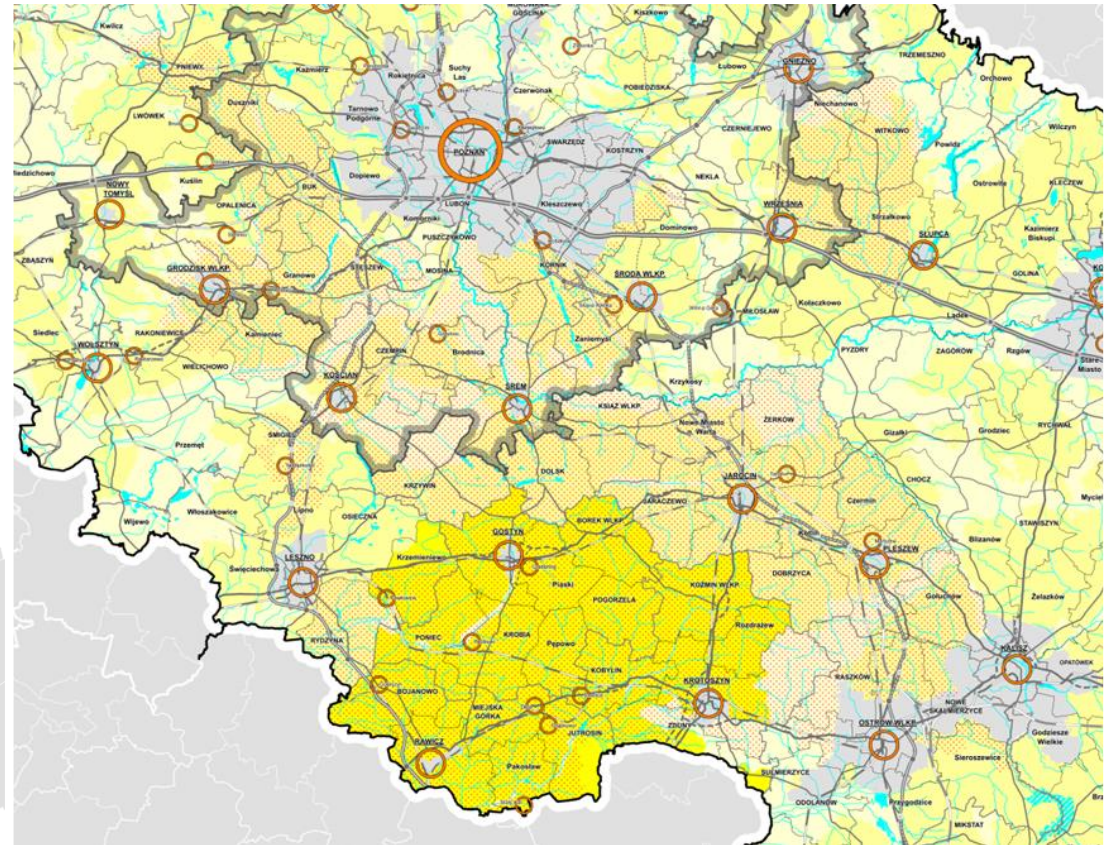 Kwilcz
MUROWANA
GOŚLINA
Kiszkowo
PNIEWY
Kaźmierz
Rokietnica
Suchy
Las
Czerwonak
POBIEDZISKA
Łubowo
GNIEZNO
TRZEMESZNO
Orchowo
Duszniki
LWÓWEK
Tarnowo
Podgórne
Niechanowo
WITKOWO
Powidz
Wilczyn
POZNAŃ
SWARZĘDZ
KOSTRZYN
CZERNIEJEWO
Kuślin
BUK
Dopiewo
NEKLA
Ostrowite
KLECZEW
NOWY
TOMYŚL
OPALENICA
LUBOŃ
Komorniki
Kleszczewo
WRZEŚNIA
Strzałkowo
Kazimierz
Biskupi
PUSZCZYKOWO
Dominowo
SŁUPCA
ZBĄSZYŃ
GRODZISK WLKP.
Granowo
STĘSZEW
MOSINA
KÓRNIK
ŚRODA WLKP.
GOLINA
Siedlec
RAKONIEWICE
Kamieniec
MIŁOSŁAW
Kołaczkowo
Lądek
WOLSZTYN
WIELICHOWO
CZEMPIŃ
Brodnica
Zaniemyśl
PYZDRY
ZAGÓRÓW
Rzgów
Stare
Miasto
KOŚCIAN
ŚREM
Krzykosy
KSIĄŻ WLKP.
Nowe Miasto
n. Wartą
ŻERKÓW
Gizałki
Grodziec
RYCHWAŁ
Przemęt
ŚMIGIEL
KRZYWIŃ
DOLSK
JAROCIN
CHOCZ
Wijewo
Włoszakowice
Lipno
OSIECZNA
JARACZEWO
Czermin
STAWISZYN
GOSTYŃ
BOREK WLKP.
PLESZEW
Blizanów
LESZNO
Krzemieniewo
Święciechowa
Piaski
POGORZELA
KOŹMIN WLKP.
DOBRZYCA
Gołuchów
Żelazków
Rozdrażew
RYDZYNA
PONIEC
KROBIA
Pępowo
KALISZ
OPATÓWEK
BOJANOWO
KOBYLIN
KROTOSZYN
RASZKÓW
NOWE
SKALMIERZYCE
MIEJSKA
GÓRKA
JUTROSIN
ZDUNY
OSTRÓW WLKP.
Godziesze
Wielkie
RAWICZ
Pakosław
SULMIERZYCE
Sieroszewice
ODOLANÓW
Przygodzice
MIKSTAT